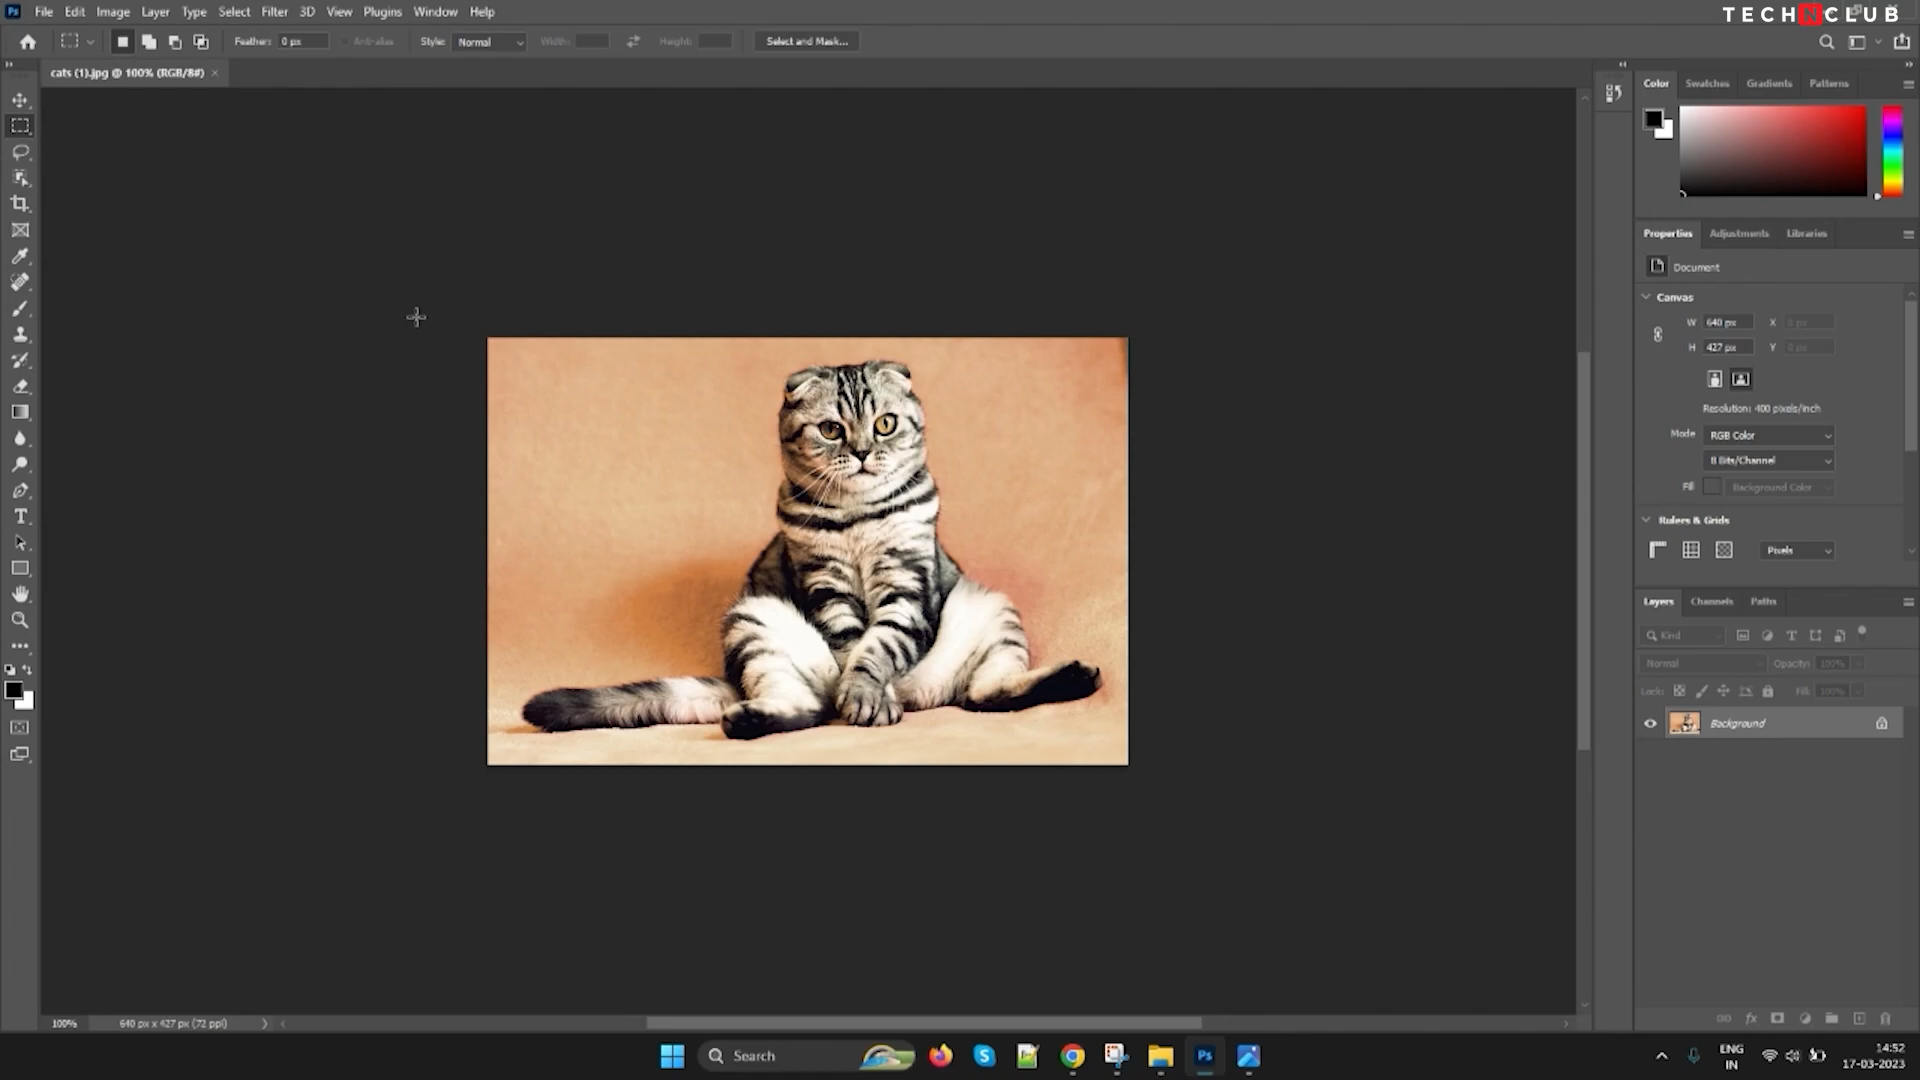 File Edit Image Layer Type Select Filter 3D View Plugins Window Help
TECHNCLUB
Feather: 0 px Anti-alias Style: Normal Width: Height: Select and Mask...
cats (1).jpg @ 100% (RGB/8#) ×
Color Swatches Gradients Patterns
Properties Adjustments Libraries
Document
Canvas
W 640 px X 0 px
H 427 px Y 0 px
Resolution: 400 pixels/inch
Mode RGB Color
8 Bits/Channel
Fill Background Color
Rulers & Grids
Pixels
Layers Channels Paths
Kind
Normal Opacity: 100%
Lock: Fill: 100%
Background
100% 640 px x 427 px (72 ppi)
Search
ENG
IN
14:52
17-03-2023